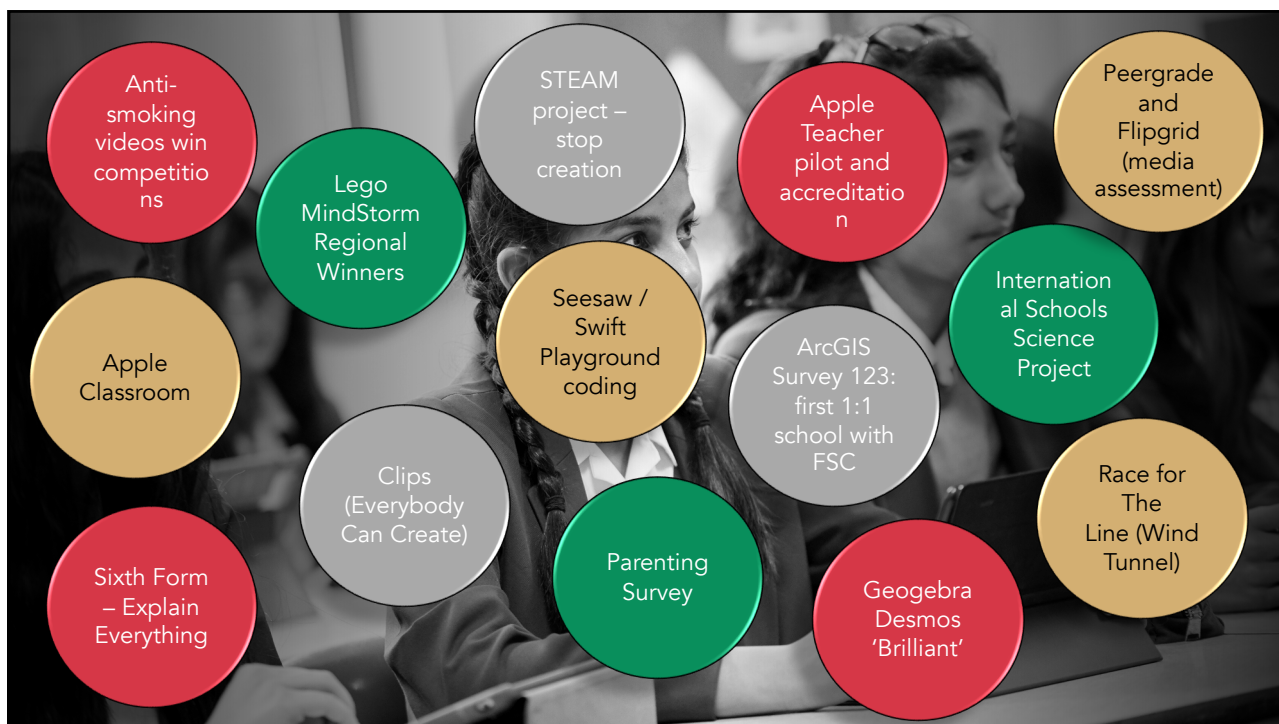 Anti-
smoking
videos win
competitio
ns
Lego
MindStorm
Regional
Winners
STEAM
project –
stop
creation
Apple
Teacher
pilot and
accreditatio
n
Peergrade
and
Flipgrid
(media
assessment)
Apple
Classroom
Seesaw /
Swift
Playground
coding
ArcGIS
Survey 123:
first 1:1
school with
FSC
Internation
al Schools
Science
Project
Clips
(Everybody
Can Create)
Race for
The
Line (Wind
Tunnel)
Sixth Form
– Explain
Everything
Parenting
Survey
Geogebra
Desmos
‘Brilliant’